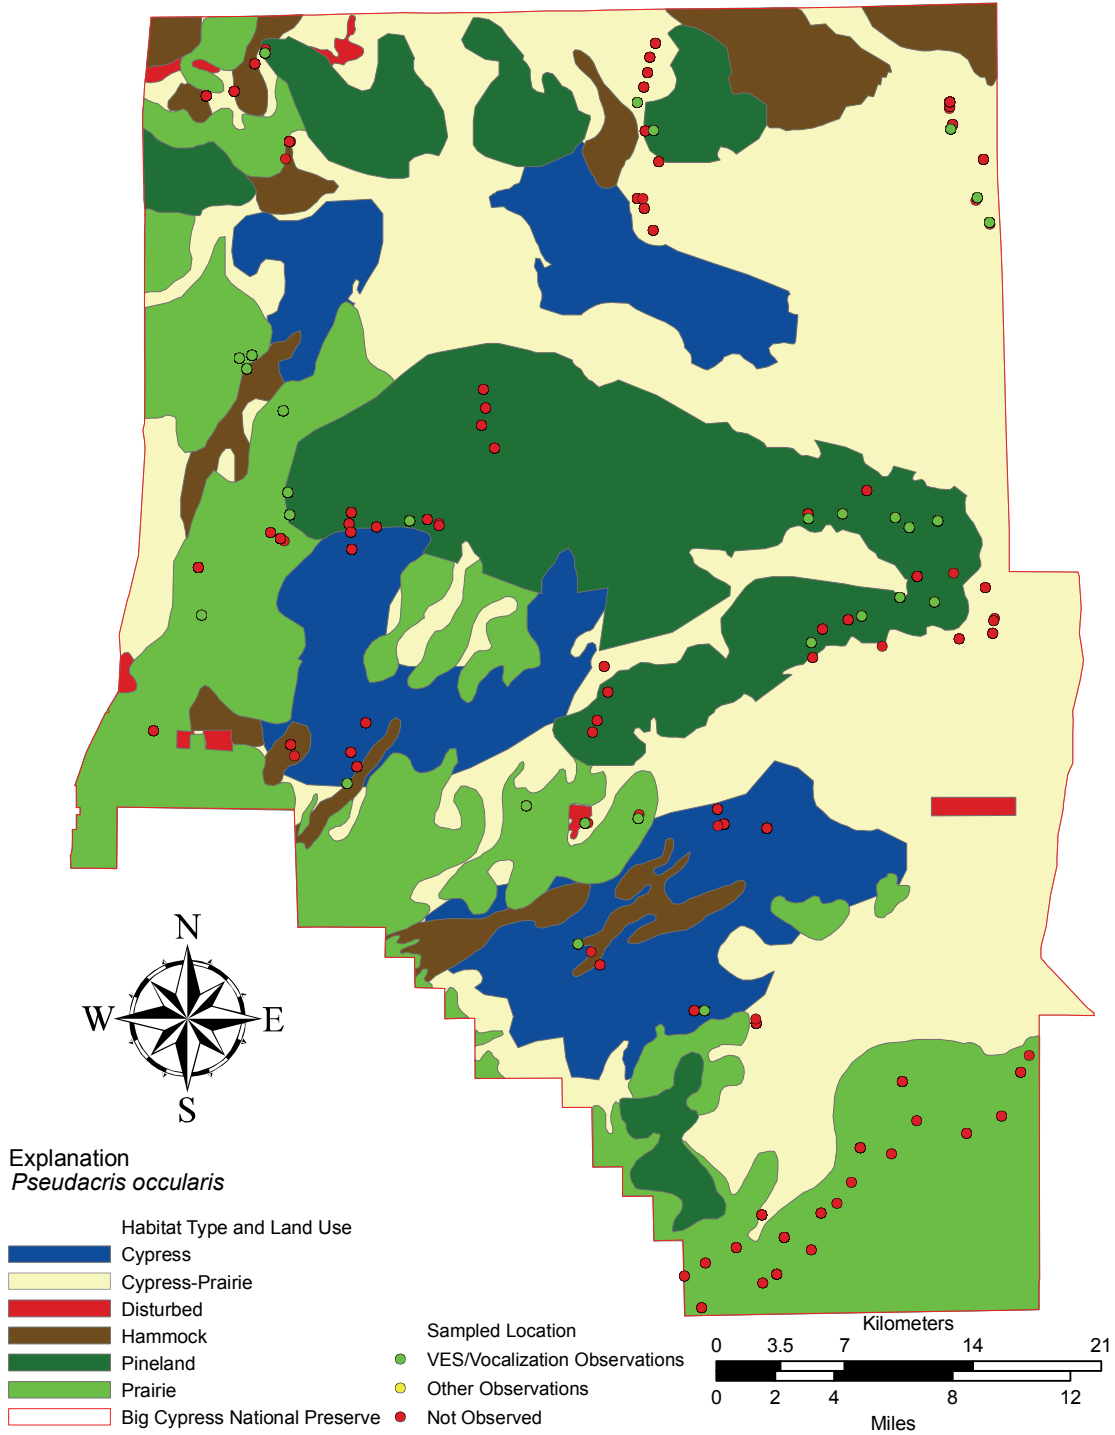 N
W
E
S
Explanation
Pseudacris occularis
Habitat Type and Land Use
Cypress
Cypress-Prairie
Disturbed
Hammock
Pineland
Prairie
Big Cypress National Preserve
Sampled Location
VES/Vocalization Observations
Other Observations
Not Observed
Kilometers
0 3.5 7 14 21
0 2 4 8 12
Miles